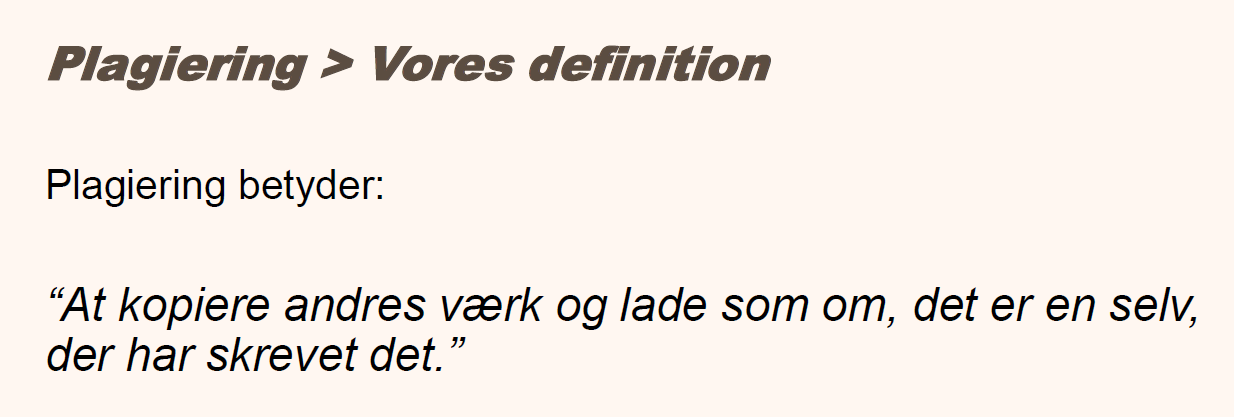 Plagiering > Vores definition
Plagiering betyder:
“At kopiere andres værk og lade som om, det er en selv,
der har skrevet det.”